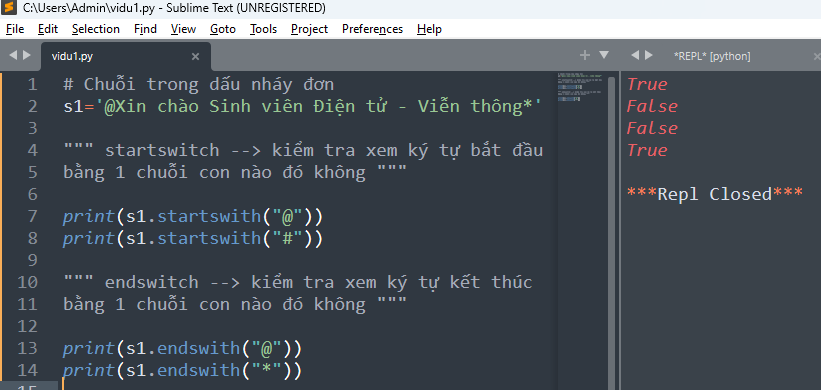 C:\Users\Admin\vidu1.py - Sublime Text (UNREGISTERED)
File Edit Selection Find View Goto Tools Project Preferences Help
vidu1.py
*REPL* [python]
1 # Chuỗi trong dấu nháy đơn
2 s1='@Xin chào Sinh viên Điện tử - Viễn thông*'
3
4 """ startswitch --> kiểm tra xem ký tự bắt đầu
5 bằng 1 chuỗi con nào đó không """
6
7 print(s1.startswith("@"))
8 print(s1.startswith("#"))
9
10 """ endswitch --> kiểm tra xem ký tự kết thúc
11 bằng 1 chuỗi con nào đó không """
12
13 print(s1.endswith("@"))
14 print(s1.endswith("*"))
15
True
False
False
True
***Repl Closed***